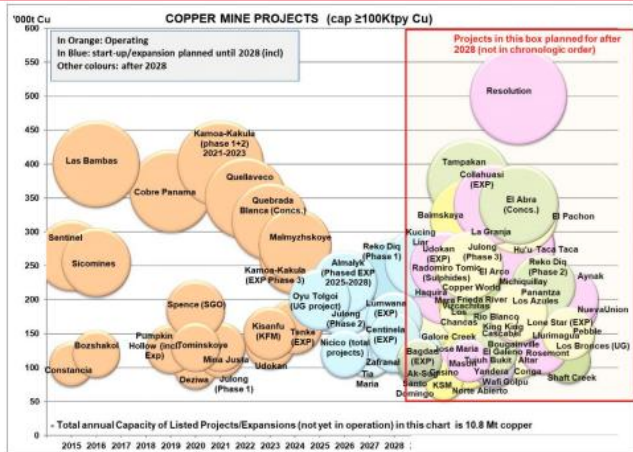 '000t Cu
COPPER MINE PROJECTS (cap ≥100Ktpy Cu)
In Orange: Operating
In Blue: start-up/expansion planned until 2028 (incl)
Other colours: after 2028
Projects in this box planned for after
2028 (not in chronologic order)
600
550
500
450
400
350
300
250
200
150
100
50
0
Resolution
Kamoa-Kakula
(phase 1+2)
2021-2023
Las Bambas
Cobre Panama
Quellaveco
Quebrada
Blanca (Concs.)
Tampakan
Collahuasi
(EXP)
El Abra
(Concs.)
Baimskaya
El Pachon
Sentinel
Sicomines
Malmyzhskoye
Kamoa-Kakula
(EXP Phase 3)
Reko Diq
(Phase 1)
Almalyk
(Phased EXP
2025-2028)
Kucing
Liar
La Granja
Udokan
(EXP)
Julong
(Phase 3)
Hu'u
Taca Taca
Radomiro Tomic
(Sulphides)
El Arco
Reko Diq
(Phase 2)
Michiquillay
Aynak
Oyu Tolgoi
(UG project)
Haquira
Copper World
Panantza
Spence (SGO)
Julong
(Phase 2)
Lumwana
(EXP)
Mara
Frieda River
Los Azules
NuevaUnion
Los
Chancas
Rio Blanco
Kisanfu
(KFM)
Tenke
(EXP)
Centinela
(EXP)
King King
Cascabel
Lone Star (EXP)
Pebble
Pumpkin
Hollow (incl
Exp)
Tominskoye
Nicico (total
projects)
Galore Creek
Bougainville
Llurimagua
Los Bronces (UG)
Bozshakol
Mina Justa
Udokan
Zafranal
Bagdad
(EXP)
Jose Maria
El Galeno
Rosemont
Constancia
Deziwa
Julong
(Phase 1)
Tia
Maria
Ak-Sug
Mason
Tujuh Bukit
Altar
Casino
Yandera
Conga
Shaft Creek
Santo
Domingo
KSM
Wafi Golpu
Norte Abierto
- Total annual Capacity of Listed Projects/Expansions (not yet in operation) in this chart is 10.8 Mt copper
2015 2016 2017 2018 2019 2020 2021 2022 2023 2024 2025 2026 2027 2028